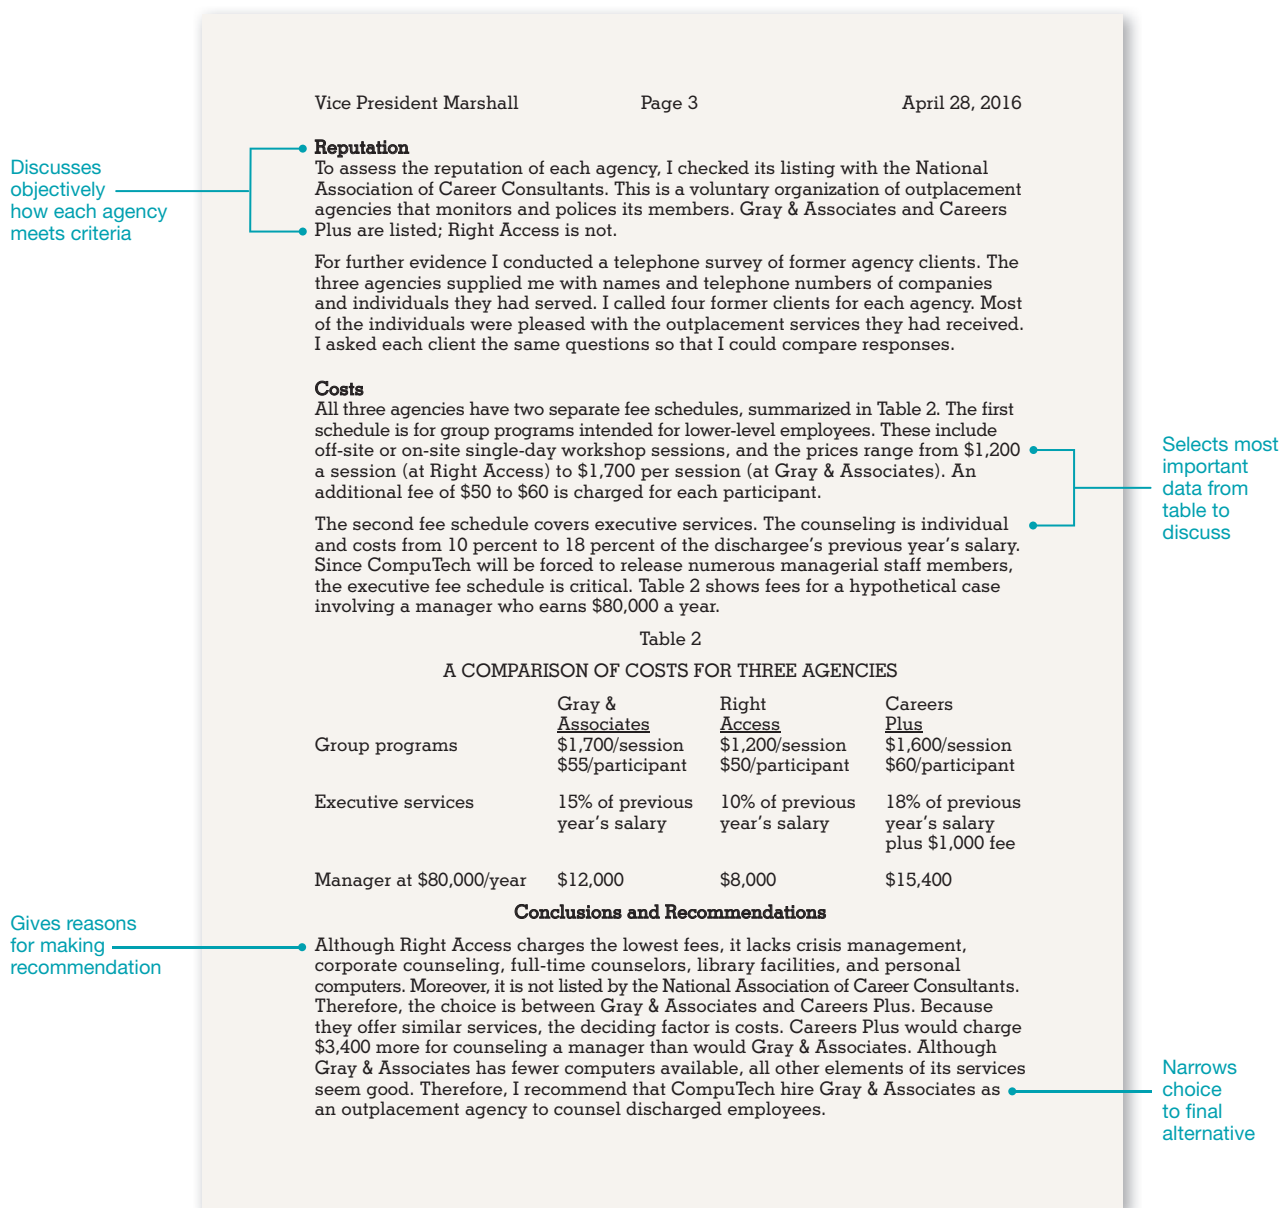 Vice President Marshall Page 3 April 28, 2016
Discusses
objectively
how each agency
meets criteria
Reputation
To assess the reputation of each agency, I checked its listing with the National
Association of Career Consultants. This is a voluntary organization of outplacement
agencies that monitors and polices its members. Gray & Associates and Careers
Plus are listed; Right Access is not.
For further evidence I conducted a telephone survey of former agency clients. The
three agencies supplied me with names and telephone numbers of companies
and individuals they had served. I called four former clients for each agency. Most
of the individuals were pleased with the outplacement services they had received.
I asked each client the same questions so that I could compare responses.
Costs
All three agencies have two separate fee schedules, summarized in Table 2. The first
schedule is for group programs intended for lower-level employees. These include
off-site or on-site single-day workshop sessions, and the prices range from $1,200
a session (at Right Access) to $1,700 per session (at Gray & Associates). An
additional fee of $50 to $60 is charged for each participant.
Selects most
important
data from
table to
discuss
The second fee schedule covers executive services. The counseling is individual
and costs from 10 percent to 18 percent of the dischargee's previous year's salary.
Since CompuTech will be forced to release numerous managerial staff members,
the executive fee schedule is critical. Table 2 shows fees for a hypothetical case
involving a manager who earns $80,000 a year.
Table 2
A COMPARISON OF COSTS FOR THREE AGENCIES
Gray & Right Careers
Associates Access Plus
Group programs $1,700/session $1,200/session $1,600/session
$55/participant $50/participant $60/participant
Executive services 15% of previous 10% of previous 18% of previous
year's salary year's salary year's salary
plus $1,000 fee
Manager at $80,000/year $12,000 $8,000 $15,400
Conclusions and Recommendations
Gives reasons
for making
recommendation
Although Right Access charges the lowest fees, it lacks crisis management,
corporate counseling, full-time counselors, library facilities, and personal
computers. Moreover, it is not listed by the National Association of Career Consultants.
Therefore, the choice is between Gray & Associates and Careers Plus. Because
they offer similar services, the deciding factor is costs. Careers Plus would charge
$3,400 more for counseling a manager than would Gray & Associates. Although
Gray & Associates has fewer computers available, all other elements of its services
seem good. Therefore, I recommend that CompuTech hire Gray & Associates as
an outplacement agency to counsel discharged employees.
Narrows
choice
to final
alternative